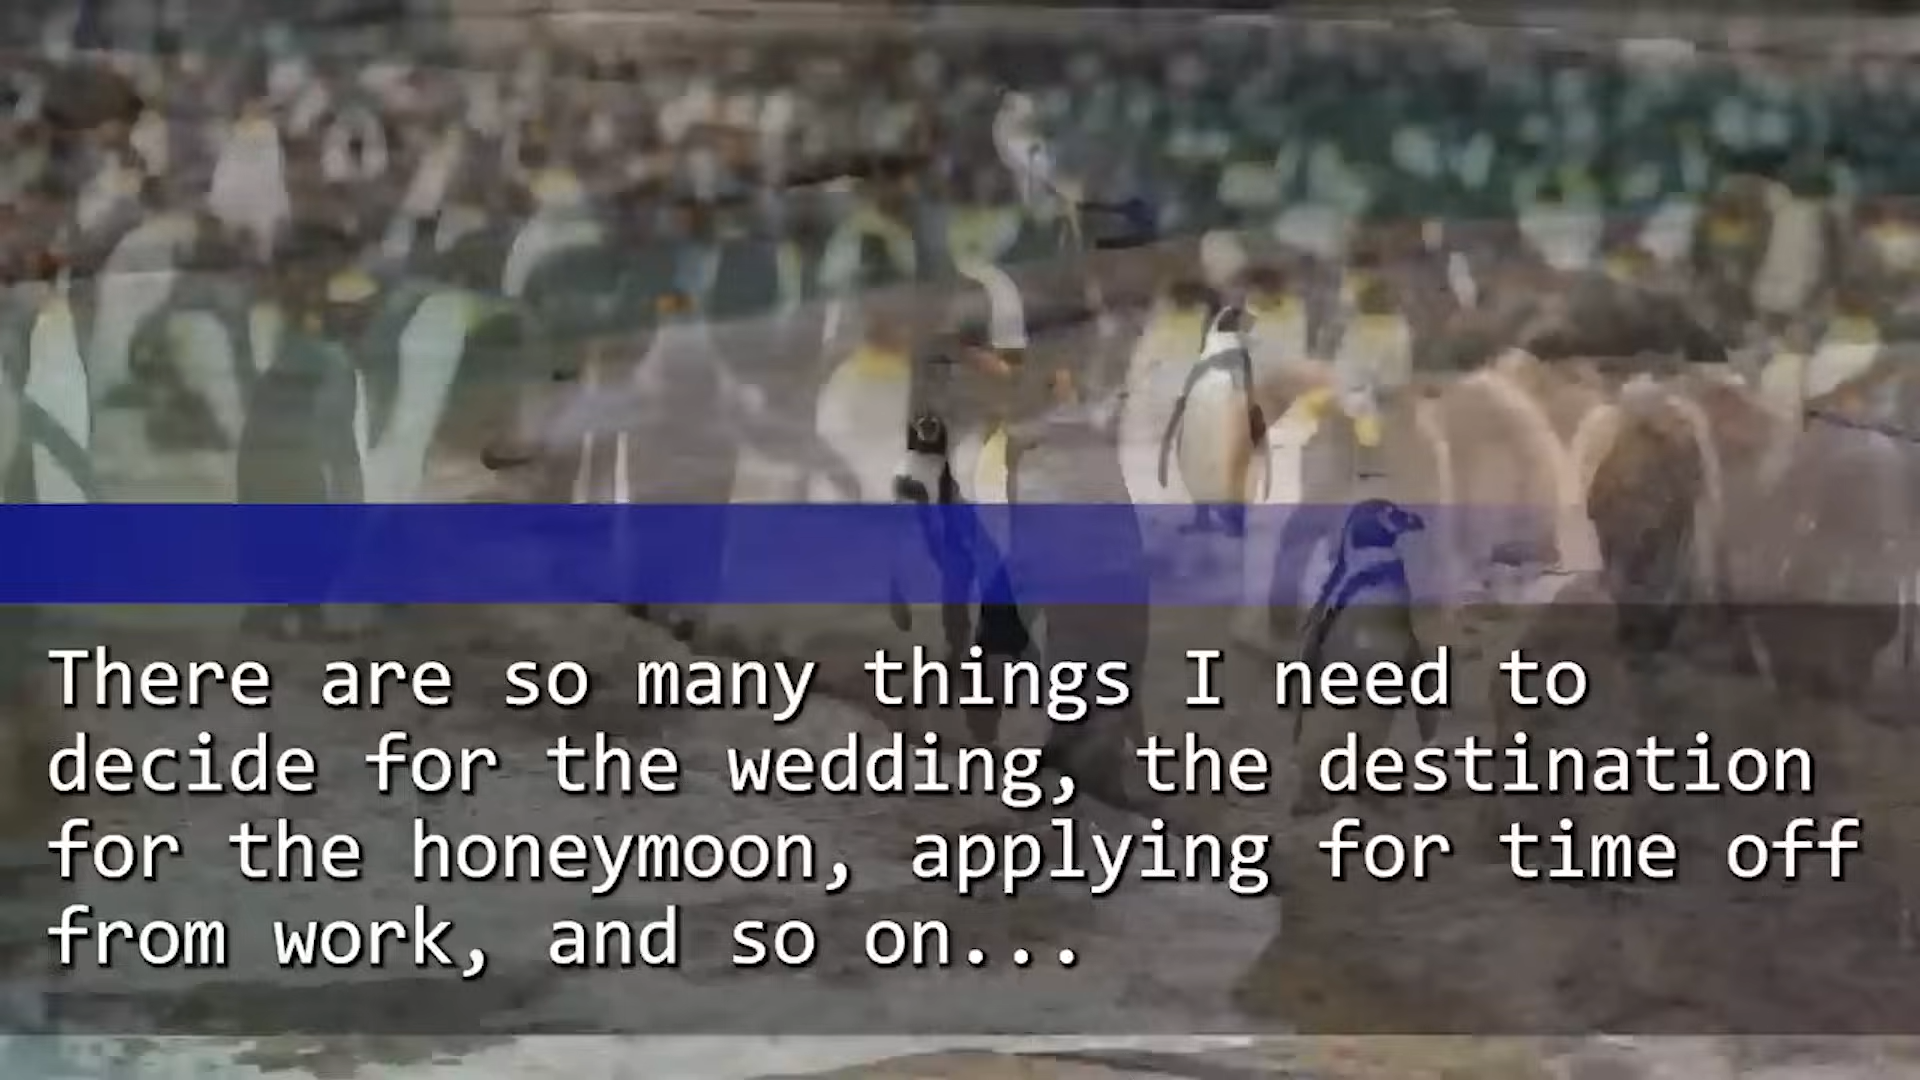 There are so many things I need to
decide for the wedding, the destination
for the honeymoon, applying for time off
from work, and so on...